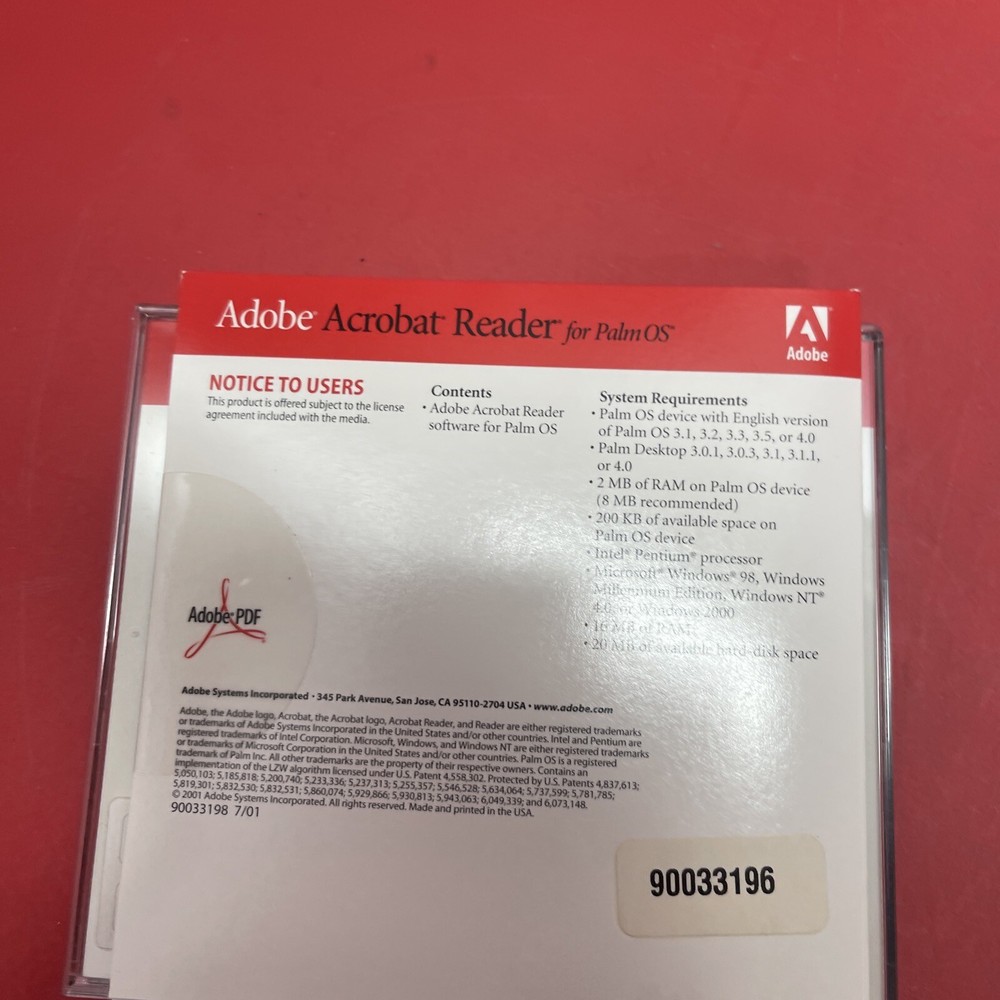 Adobe® Acrobat® Reader™ for Palm OS™
Adobe
NOTICE TO USERS
This product is offered subject to the license
agreement included with the media.
Contents
• Adobe Acrobat Reader
software for Palm OS
System Requirements
• Palm OS device with English version
of Palm OS 3.1, 3.2, 3.3, 3.5, or 4.0
• Palm Desktop 3.0.1, 3.0.3, 3.1, 3.1.1,
or 4.0
• 2 MB of RAM on Palm OS device
(8 MB recommended)
• 200 KB of available space on
Palm OS device
• Intel® Pentium® processor
• Microsoft® Windows® 98, Windows
Millennium Edition, Windows NT®
4.0, or Windows 2000
• 16 MB of RAM
• 20 MB of available hard-disk space
Adobe® PDF
Adobe Systems Incorporated • 345 Park Avenue, San Jose, CA 95110-2704 USA • www.adobe.com
Adobe, the Adobe logo, Acrobat, the Acrobat logo, Acrobat Reader, and Reader are either registered trademarks
or trademarks of Adobe Systems Incorporated in the United States and/or other countries. Intel and Pentium are
registered trademarks of Intel Corporation. Microsoft, Windows, and Windows NT are either registered trademarks
or trademarks of Microsoft Corporation in the United States and/or other countries. Palm OS is a registered
trademark of Palm Inc. All other trademarks are the property of their respective owners. Contains an
implementation of the LZW algorithm licensed under U.S. Patent 4,558,302. Protected by U.S. Patents 4,837,613;
5,050,103; 5,185,818; 5,200,740; 5,233,336; 5,237,313; 5,255,357; 5,546,528; 5,634,064; 5,737,599; 5,781,785;
5,819,301; 5,832,530; 5,832,531; 5,860,074; 5,929,866; 5,930,813; 5,943,063; 6,049,339; and 6,073,148.
© 2001 Adobe Systems Incorporated. All rights reserved. Made and printed in the USA.
90033198 7/01
90033196